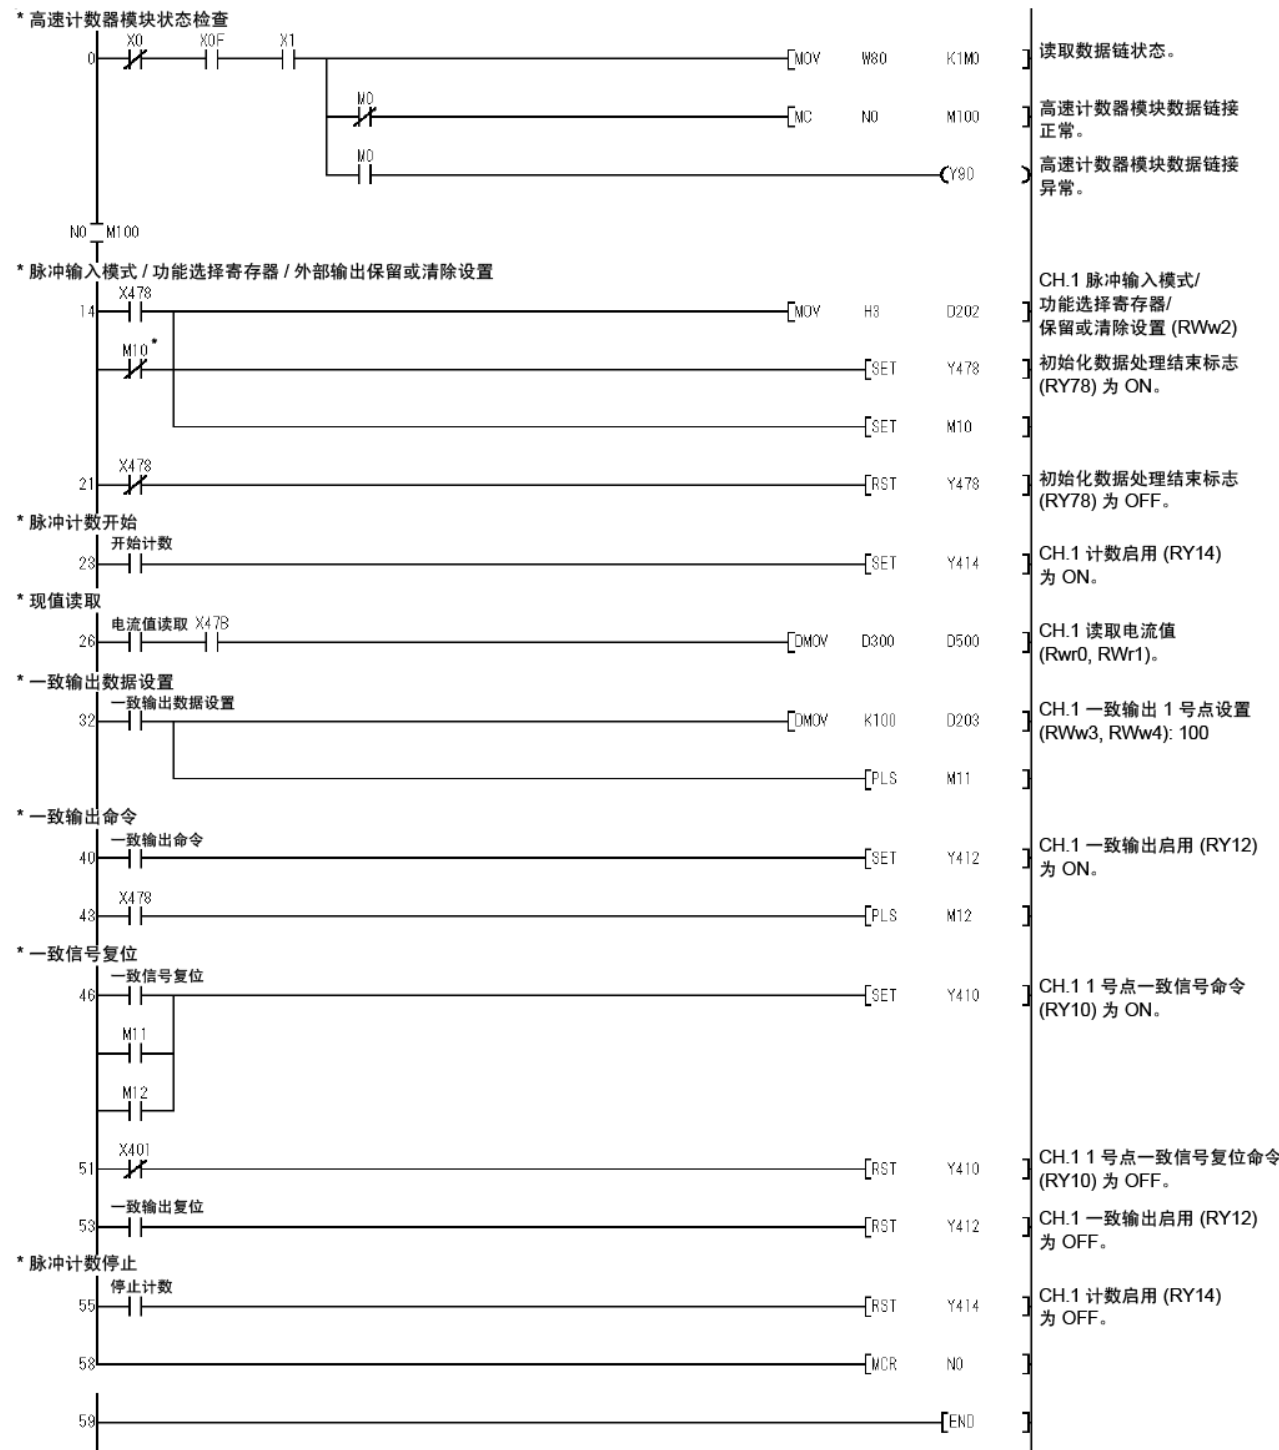 * 高速计数器模块状态检查
X0 X0F X1
0 MOV W80 K1M0 读取数据链状态。
M0
MC N0 M100 高速计数器模块数据链接
正常。
M0
Y90 高速计数器模块数据链接
异常。
N0 M100
* 脉冲输入模式 / 功能选择寄存器 / 外部输出保留或清除设置
X478
14 MOV H3 D202 CH.1 脉冲输入模式/
功能选择寄存器/
保留或清除设置 (RWw2)
M10 *
SET Y478 初始化数据处理结束标志
(RY78) 为 ON。
SET M10
X478
21 RST Y478 初始化数据处理结束标志
(RY78) 为 OFF。
* 脉冲计数开始
开始计数
23 SET Y414 CH.1 计数启用 (RY14)
为 ON。
* 现值读取
电流值读取 X47B
26 DMOV D300 D500 CH.1 读取电流值
(Rwr0, RWr1)。
* 一致输出数据设置
一致输出数据设置
32 DMOV K100 D203 CH.1 一致输出 1 号点设置
(RWw3, RWw4): 100
PLS M11
* 一致输出命令
一致输出命令
40 SET Y412 CH.1 一致输出启用 (RY12)
为 ON。
X478
43 PLS M12
* 一致信号复位
一致信号复位
46 SET Y410 CH.1 1 号点一致信号命令
(RY10) 为 ON。
M11
M12
X401
51 RST Y410 CH.1 1 号点一致信号复位命令
(RY10) 为 OFF。
一致输出复位
53 RST Y412 CH.1 一致输出启用 (RY12)
为 OFF。
* 脉冲计数停止
停止计数
55 RST Y414 CH.1 计数启用 (RY14)
为 OFF。
58 MCR N0
59 END